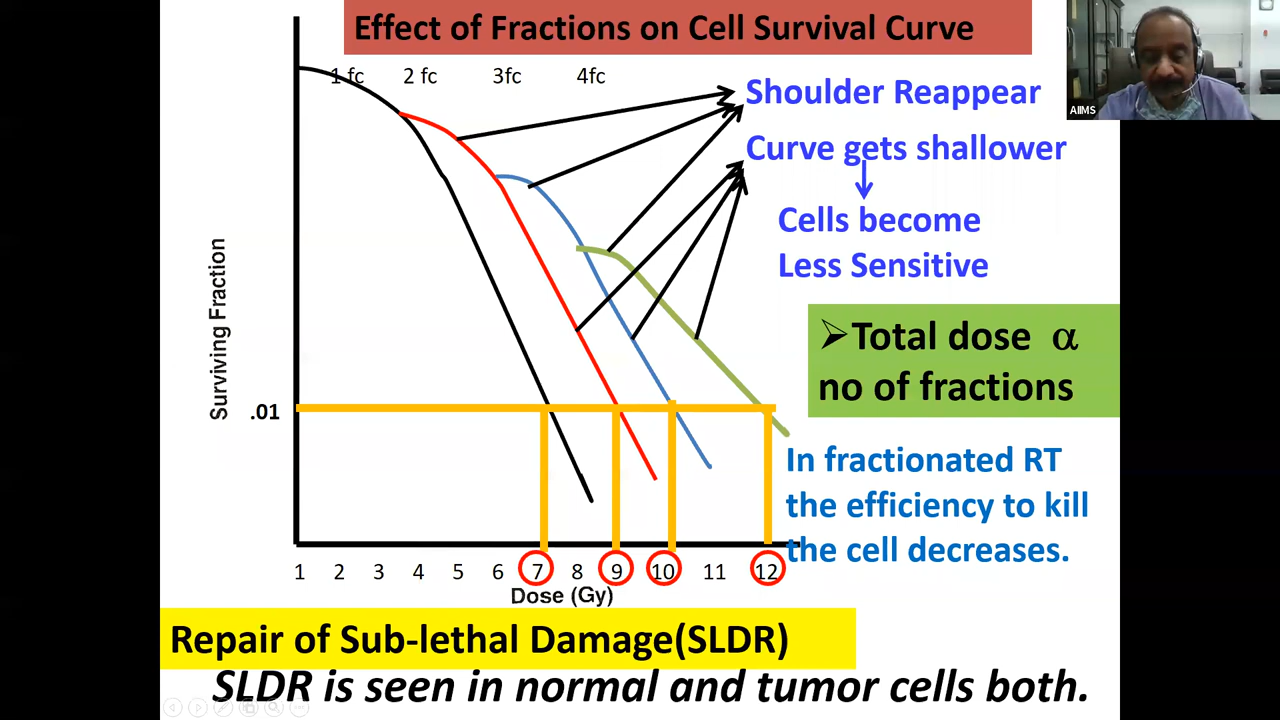 Effect of Fractions on Cell Survival Curve
1 fc 2 fc 3fc 4fc
Shoulder Reappear
Curve gets shallower
Cells become
Less Sensitive
AIIMS
Surviving Fraction
.01
➢Total dose α
no of fractions
In fractionated RT
the efficiency to kill
the cell decreases.
1 2 3 4 5 6 7 8 9 10 11 12
Dose (Gy)
Repair of Sub-lethal Damage(SLDR)
SLDR is seen in normal and tumor cells both.